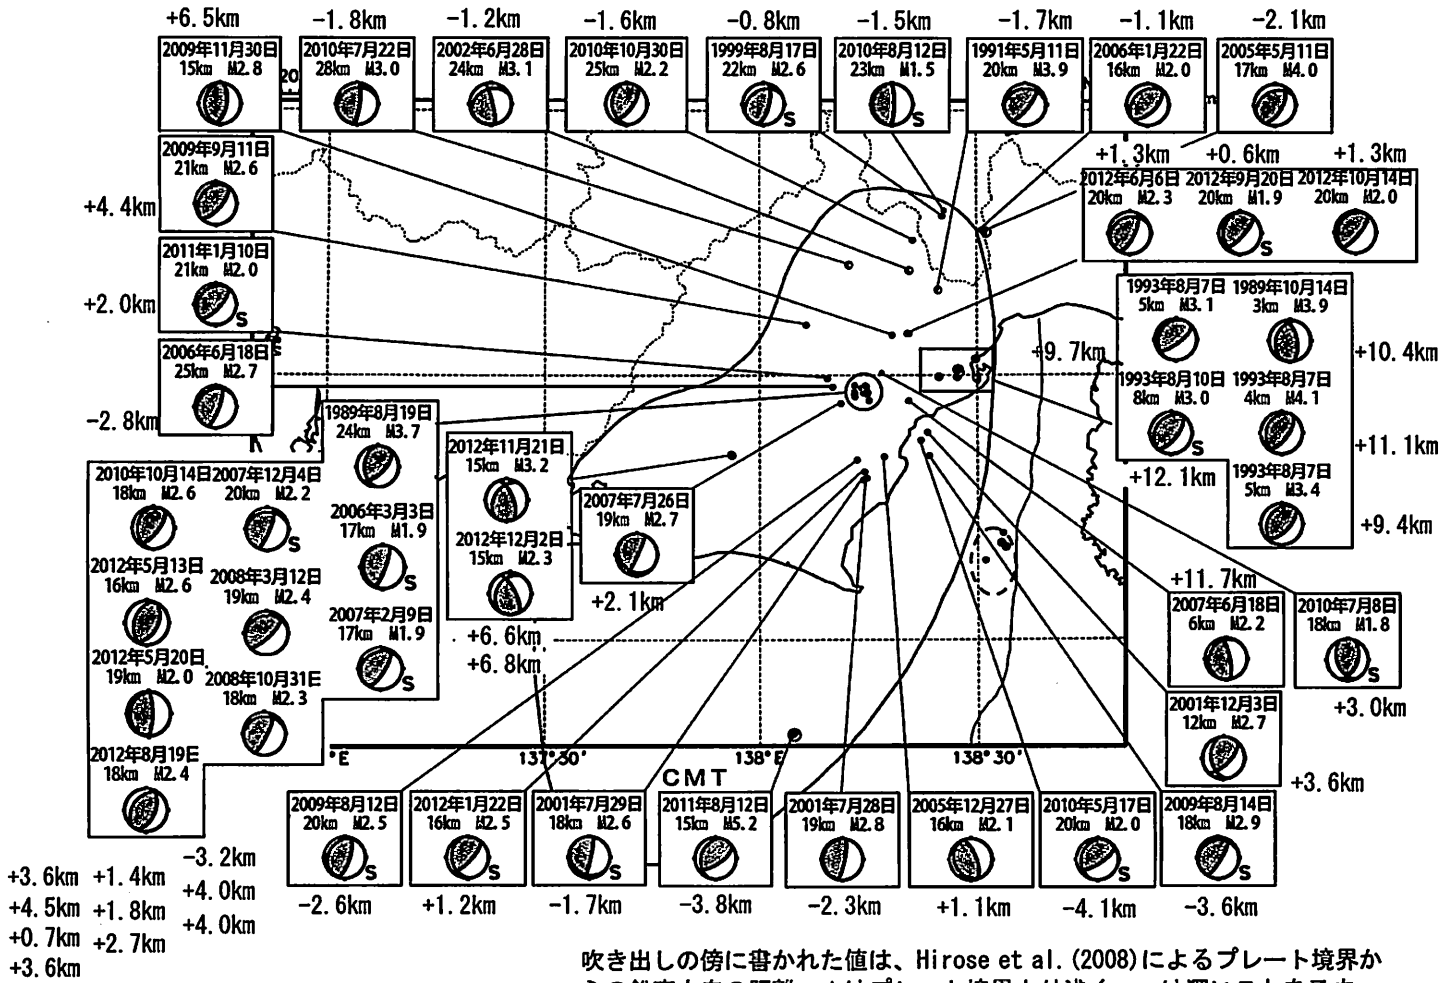 +6.5km
-1.8km
-1.2km
-1.6km
-0.8km
-1.5km
-1.7km
-1.1km
-2.1km
2009年11月30日
15km M2.8
2010年7月22日
28km M3.0
2002年6月28日
24km M3.1
2010年10月30日
25km M2.2
1999年8月17日
22km M2.6
S
2010年8月12日
23km M1.5
S
1991年5月11日
20km M3.9
2006年1月22日
16km M2.0
2005年5月11日
17km M4.0
2009年9月11日
21km M2.6
+4.4km
2011年1月10日
21km M2.0
S
+2.0km
2006年6月18日
25km M2.7
-2.8km
+1.3km
+0.6km
+1.3km
2012年6月6日
20km M2.3
2012年9月20日
20km M1.9
S
2012年10月14日
20km M2.0
1993年8月7日
5km M3.1
1989年10月14日
3km M3.9
+9.7km
+10.4km
1993年8月10日
8km M3.0
S
1993年8月7日
4km M4.1
+11.1km
+12.1km
1993年8月7日
5km M3.4
+9.4km
1989年8月19日
24km M3.7
2006年3月3日
17km M1.9
S
2007年2月9日
17km M1.9
S
2010年10月14日
18km M2.6
2007年12月4日
20km M2.2
S
2012年5月13日
16km M2.6
2008年3月12日
19km M2.4
2012年5月20日
19km M2.0
2008年10月31日
18km M2.3
2012年8月19日
18km M2.4
2012年11月21日
15km M3.2
2012年12月2日
15km M2.3
+6.6km
+6.8km
2007年7月26日
19km M2.7
+2.1km
+11.7km
2007年6月18日
6km M2.2
2010年7月8日
18km M1.8
S
+3.0km
2001年12月3日
12km M2.7
+3.6km
°E
137°30'
138°E
138°30'
CMT
2009年8月12日
20km M2.5
S
-2.6km
2012年1月22日
16km M2.5
S
+1.2km
2001年7月29日
18km M2.6
S
-1.7km
2011年8月12日
15km M5.2
-3.8km
2001年7月28日
19km M2.8
-2.3km
2005年12月27日
16km M2.1
+1.1km
2010年5月17日
20km M2.0
S
-4.1km
2009年8月14日
18km M2.9
S
-3.6km
+3.6km +1.4km -3.2km
+4.5km +1.8km +4.0km
+0.7km +2.7km +4.0km
+3.6km
吹き出しの傍に書かれた値は、Hirose et al.(2008)によるプレート境界か